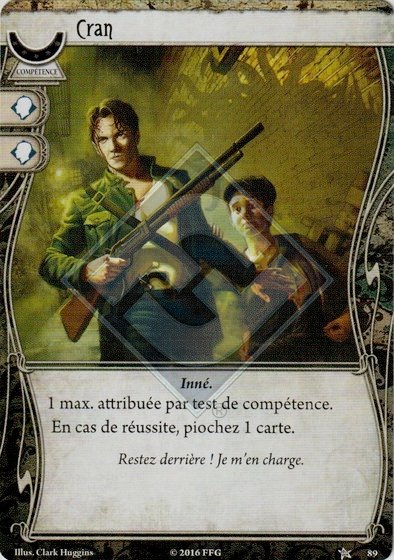 Cran
COMPÉTENCE
Inné.
1 max. attribuée par test de compétence.
En cas de réussite, piochez 1 carte.
Restez derrière ! Je m'en charge.
Illus. Clark Huggins
© 2016 FFG
89